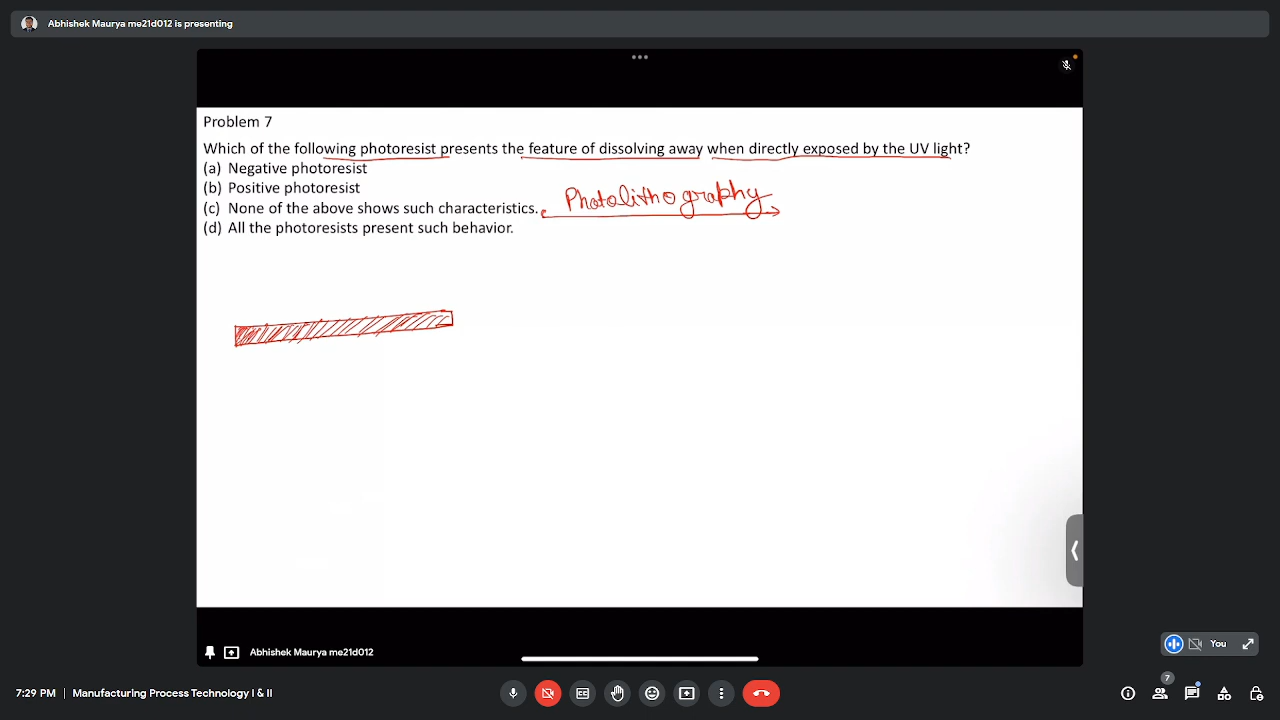 Abhishek Maurya me21d012 is presenting
Problem 7
Which of the following photoresist presents the feature of dissolving away when directly exposed by the UV light?
(a) Negative photoresist
(b) Positive photoresist
(c) None of the above shows such characteristics.
Photolithography
(d) All the photoresists present such behavior.
Abhishek Maurya me21d012
You
7:29 PM | Manufacturing Process Technology I & II
7